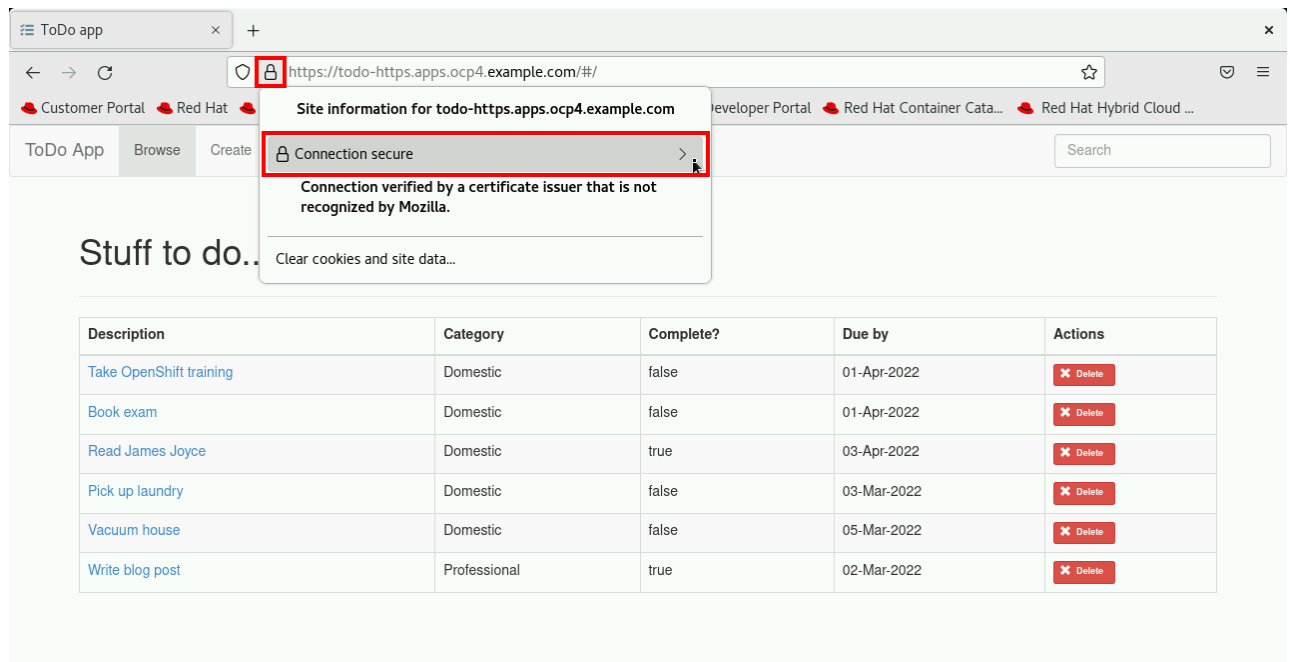 ToDo app
https://todo-https.apps.ocp4.example.com/#/
Customer Portal Red Hat Developer Portal Red Hat Container Cata... Red Hat Hybrid Cloud ...
Site information for todo-https.apps.ocp4.example.com
ToDo App Browse Create Search
Connection secure
Connection verified by a certificate issuer that is not
recognized by Mozilla.
Stuff to do..
Clear cookies and site data...
Description Category Complete? Due by Actions
Take OpenShift training Domestic false 01-Apr-2022 Delete
Book exam Domestic false 01-Apr-2022 Delete
Read James Joyce Domestic true 03-Apr-2022 Delete
Pick up laundry Domestic false 03-Mar-2022 Delete
Vacuum house Domestic false 05-Mar-2022 Delete
Write blog post Professional true 02-Mar-2022 Delete